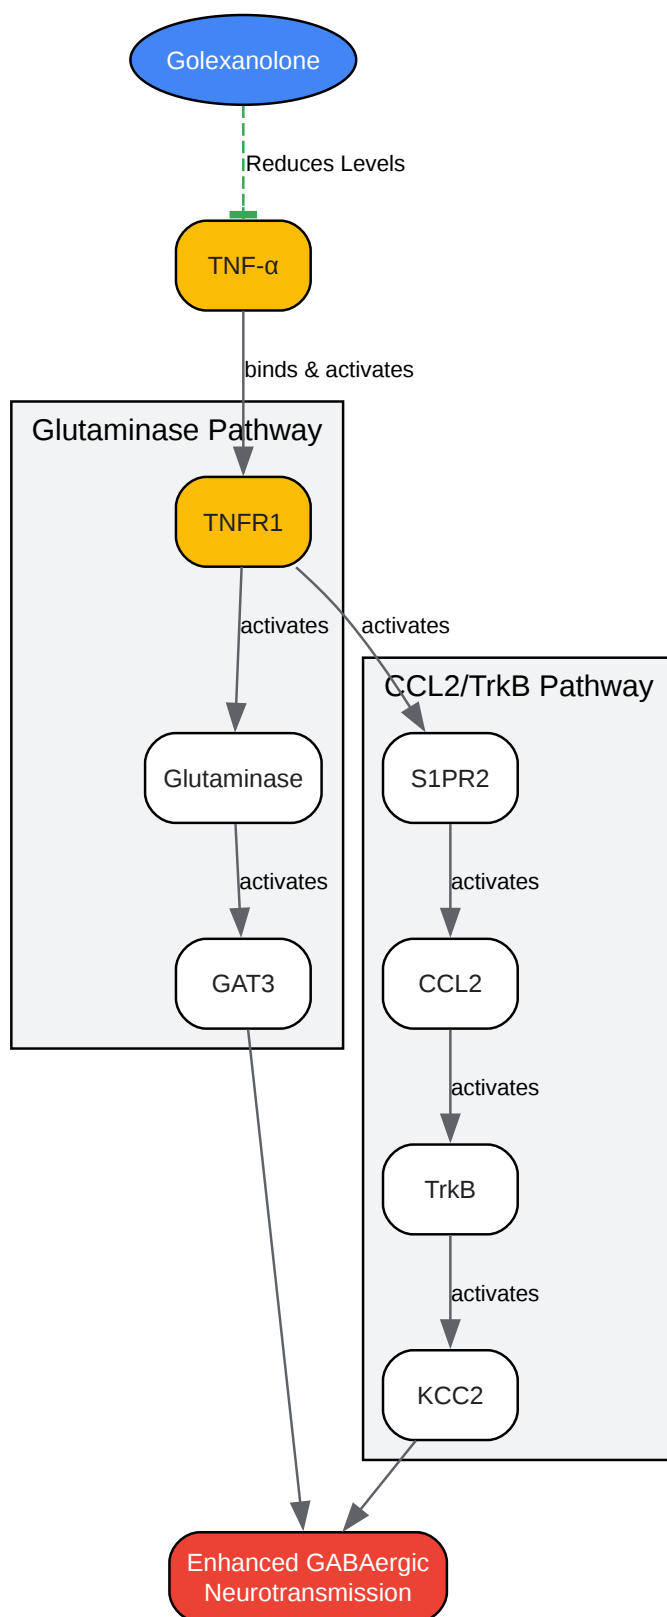 Golexanolone
Reduces Levels
TNF-α
binds & activates
Glutaminase Pathway
TNFR1
activates
activates
CCL2/TrkB Pathway
Glutaminase
S1PR2
activates
activates
GAT3
CCL2
activates
TrkB
activates
KCC2
Enhanced GABAergic
Neurotransmission